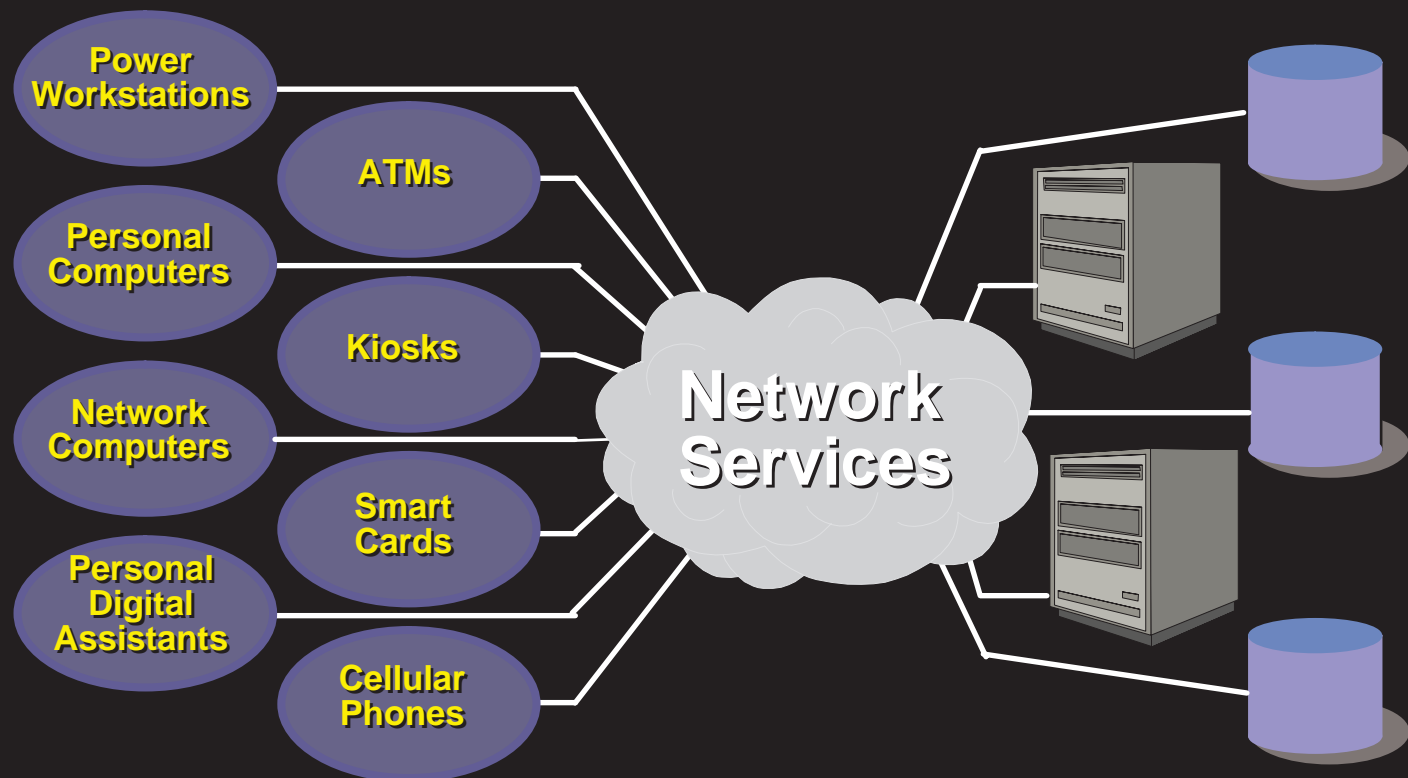 Power
Workstations
ATMs
Personal
Computers
Kiosks
Network
Computers
Smart
Cards
Personal
Digital
Assistants
Cellular
Phones
Network
Services